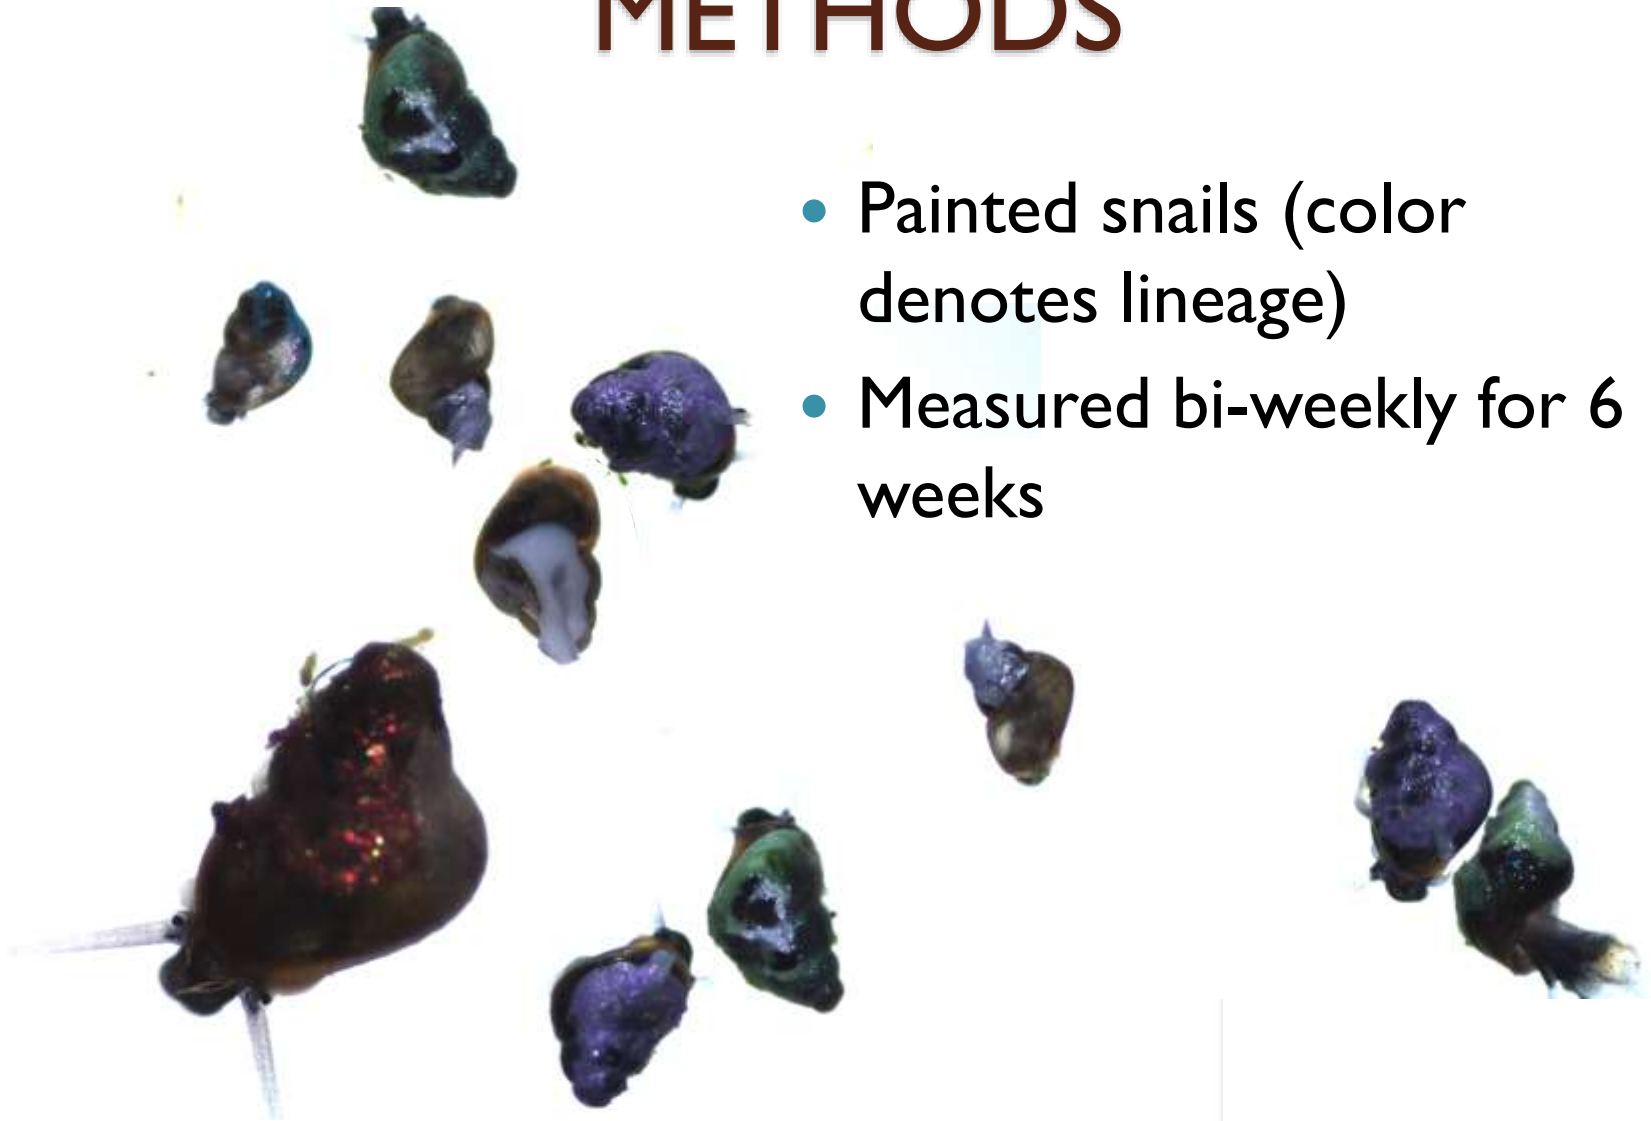 METHODS
• Painted snails (color
denotes lineage)
• Measured bi-weekly for 6
weeks